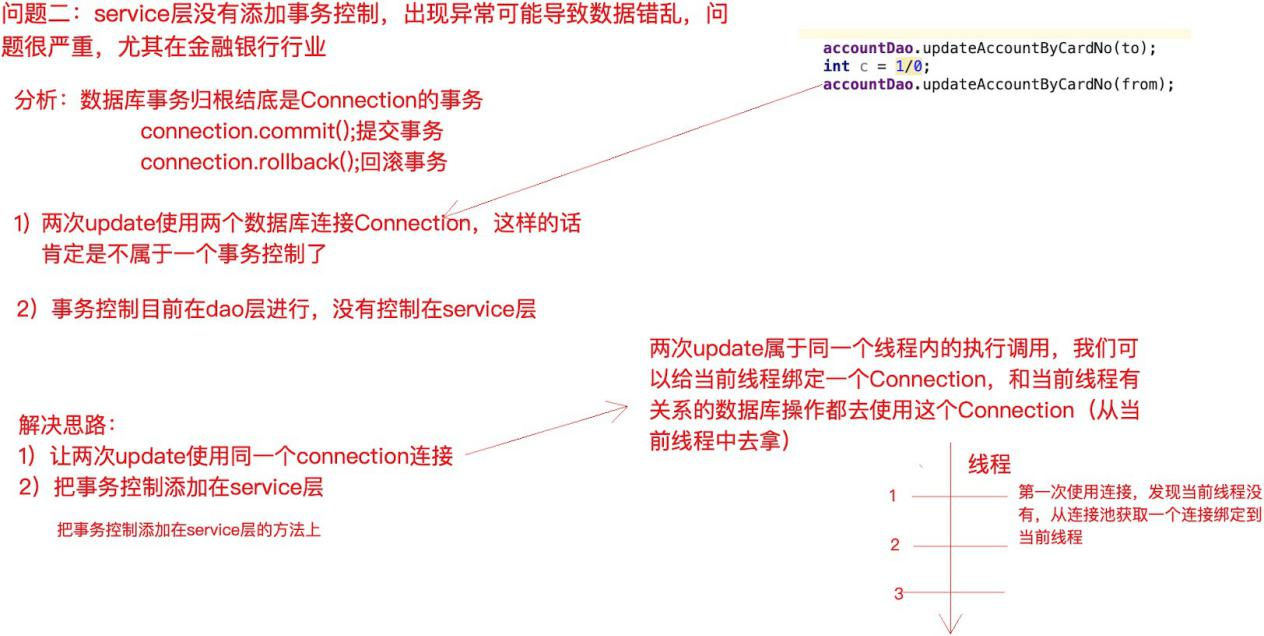 问题二：service层没有添加事务控制，出现异常可能导致数据错乱，问
题很严重，尤其在金融银行行业
accountDao.updateAccountByCardNo(to);
int c = 1/0;
accountDao.updateAccountByCardNo(from);
分析：数据库事务归根结底是Connection的事务
connection.commit();提交事务
connection.rollback();回滚事务
1）两次update使用两个数据库连接Connection，这样的话
肯定是不属于一个事务控制了
2）事务控制目前在dao层进行，没有控制在service层
两次update属于同一个线程内的执行调用，我们可
以给当前线程绑定一个Connection，和当前线程有
关系的数据库操作都去使用这个Connection（从当
前线程中去拿）
解决思路：
1）让两次update使用同一个connection连接
2）把事务控制添加在service层
把事务控制添加在service层的方法上
线程
1
第一次使用连接，发现当前线程没
有，从连接池获取一个连接绑定到
当前线程
2
3